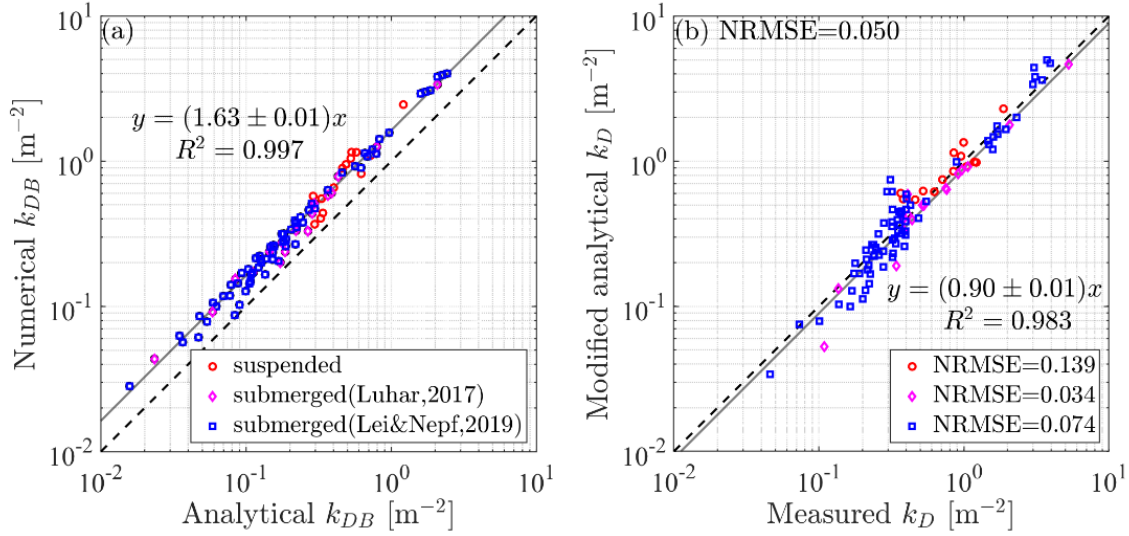 (a)
Numerical k_{DB} [m^{-2}]
10^{1}
10^{0}
10^{-1}
10^{-2}
y = (1.63 ± 0.01)x
R^2 = 0.997
suspended
submerged(Luhar,2017)
submerged(Lei&Nepf,2019)
10^{-2} 10^{-1} 10^{0} 10^{1}
Analytical k_{DB} [m^{-2}]
(b) NRMSE=0.050
Modified analytical k_D [m^{-2}]
10^{1}
10^{0}
10^{-1}
10^{-2}
y = (0.90 ± 0.01)x
R^2 = 0.983
NRMSE=0.139
NRMSE=0.034
NRMSE=0.074
10^{-2} 10^{-1} 10^{0} 10^{1}
Measured k_D [m^{-2}]